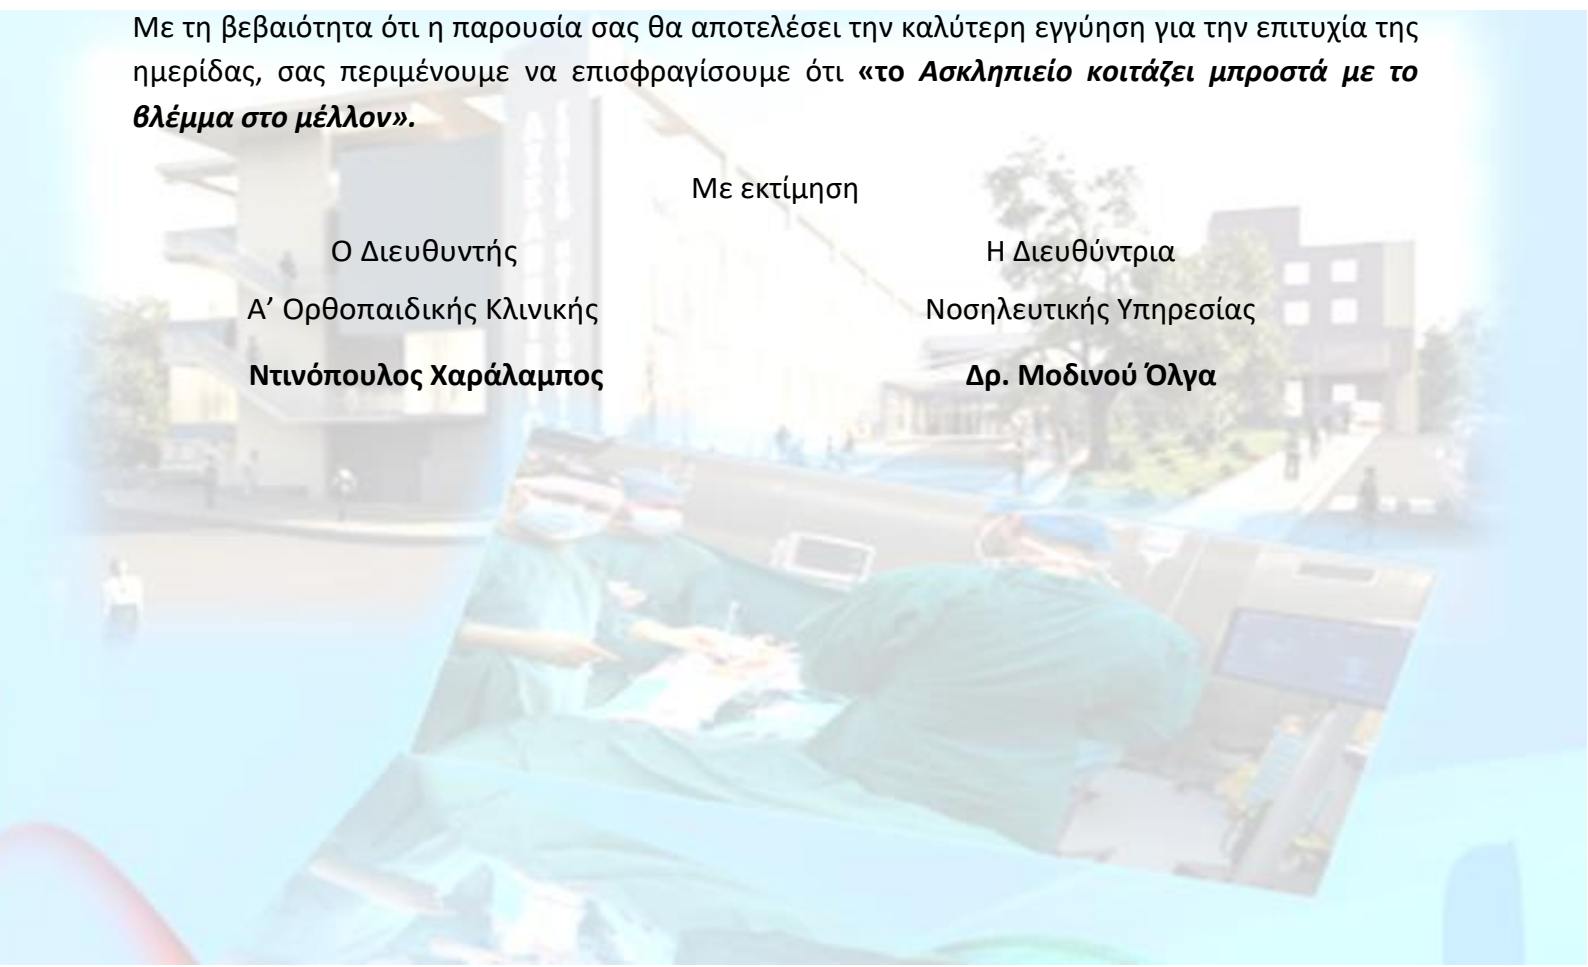 Με τη βεβαιότητα ότι η παρουσία σας θα αποτελέσει την καλύτερη εγγύηση για την επιτυχία της
ημερίδας, σας περιμένουμε να επισφραγίσουμε ότι «το Ασκληπιείο κοιτάζει μπροστά με το
βλέμμα στο μέλλον».
Με εκτίμηση
Ο Διευθυντής
Η Διευθύντρια
Α’ Ορθοπαιδικής Κλινικής
Νοσηλευτικής Υπηρεσίας
Ντινόπουλος Χαράλαμπος
Δρ. Μοδινού Όλγα